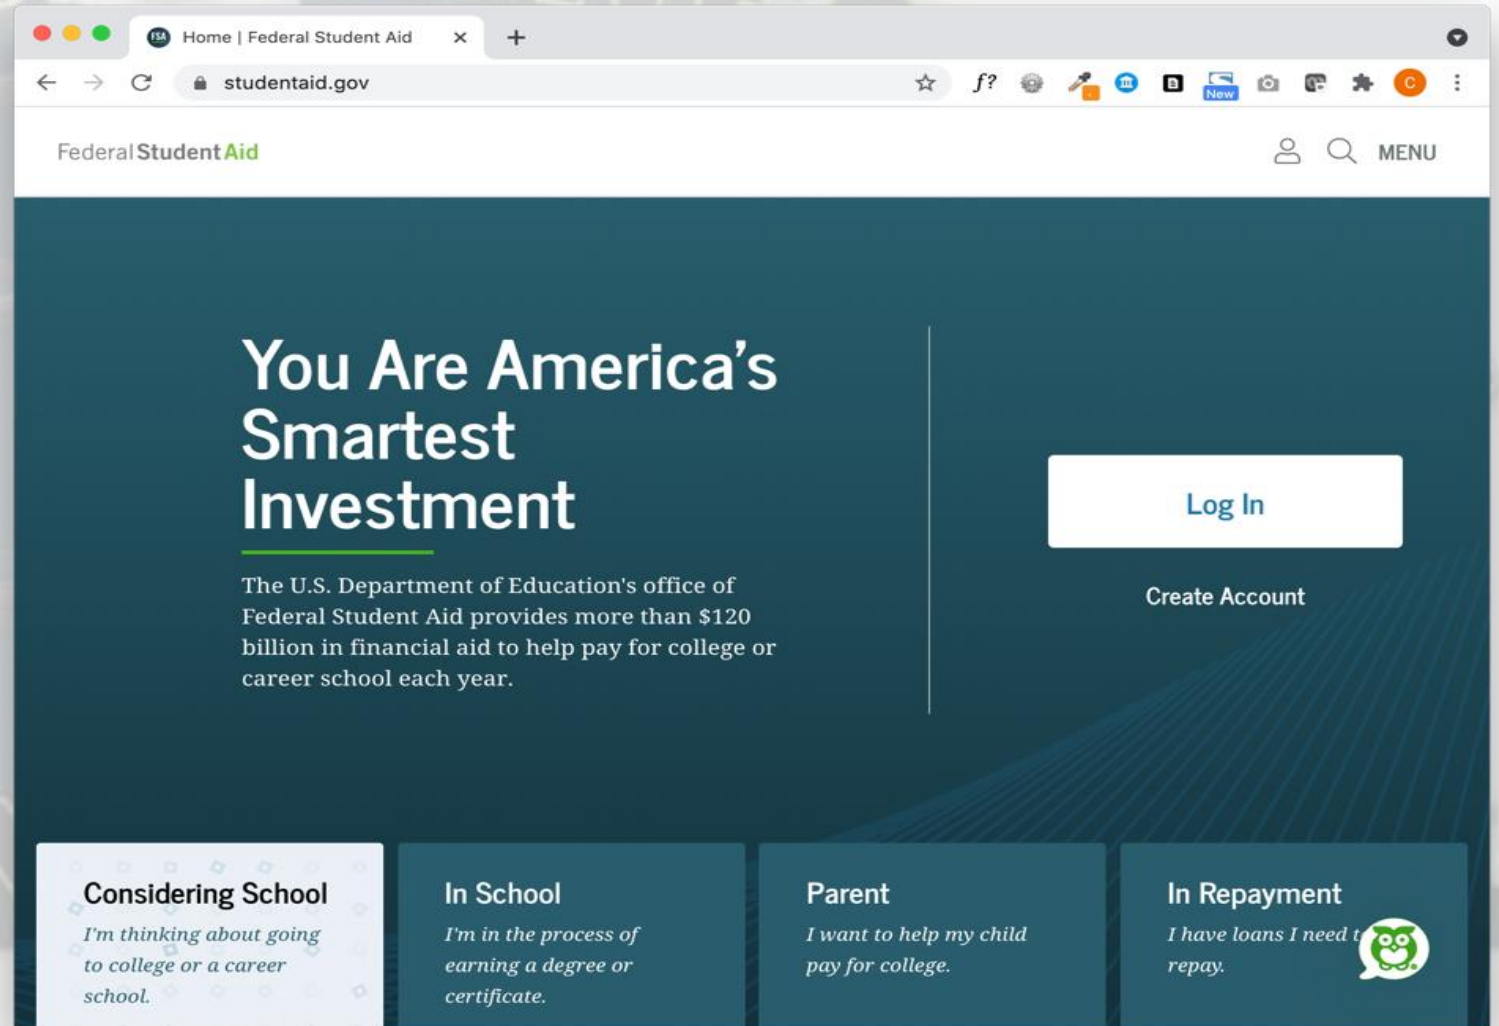 FSA Home | Federal Student Aid
studentaid.gov
f?
New
C
Federal Student Aid
MENU
You Are America's
Smartest
Investment
The U.S. Department of Education's office of
Federal Student Aid provides more than $120
billion in financial aid to help pay for college or
career school each year.
Log In
Create Account
Considering School
I'm thinking about going
to college or a career
school.
In School
I'm in the process of
earning a degree or
certificate.
Parent
I want to help my child
pay for college.
In Repayment
I have loans I need t
repay.